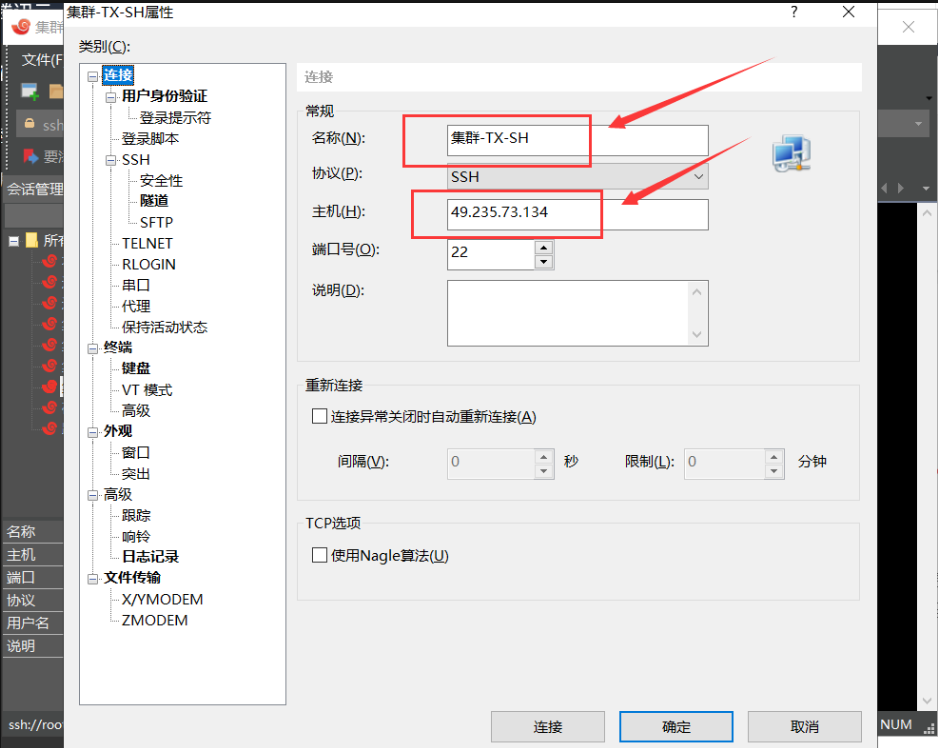 集群-TX-SH属性
?
集群
类别(C):
文件(F
连接
连接
用户身份验证
登录提示符
登录脚本
SSH
安全性
隧道
SFTP
TELNET
RLOGIN
串口
代理
保持活动状态
终端
键盘
VT 模式
高级
外观
窗口
突出
高级
跟踪
响铃
日志记录
文件传输
X/YMODEM
ZMODEM
常规
名称(N):
集群-TX-SH
协议(P):
SSH
主机(H):
49.235.73.134
端口号(O):
22
说明(D):
重新连接
连接异常关闭时自动重新连接(A)
间隔(V):
0
秒
限制(L):
0
分钟
TCP选项
使用Nagle算法(U)
ssh
会话管理
所有
名称
主机
端口
协议
用户名
说明
连接
确定
取消
ssh://roo
NUM